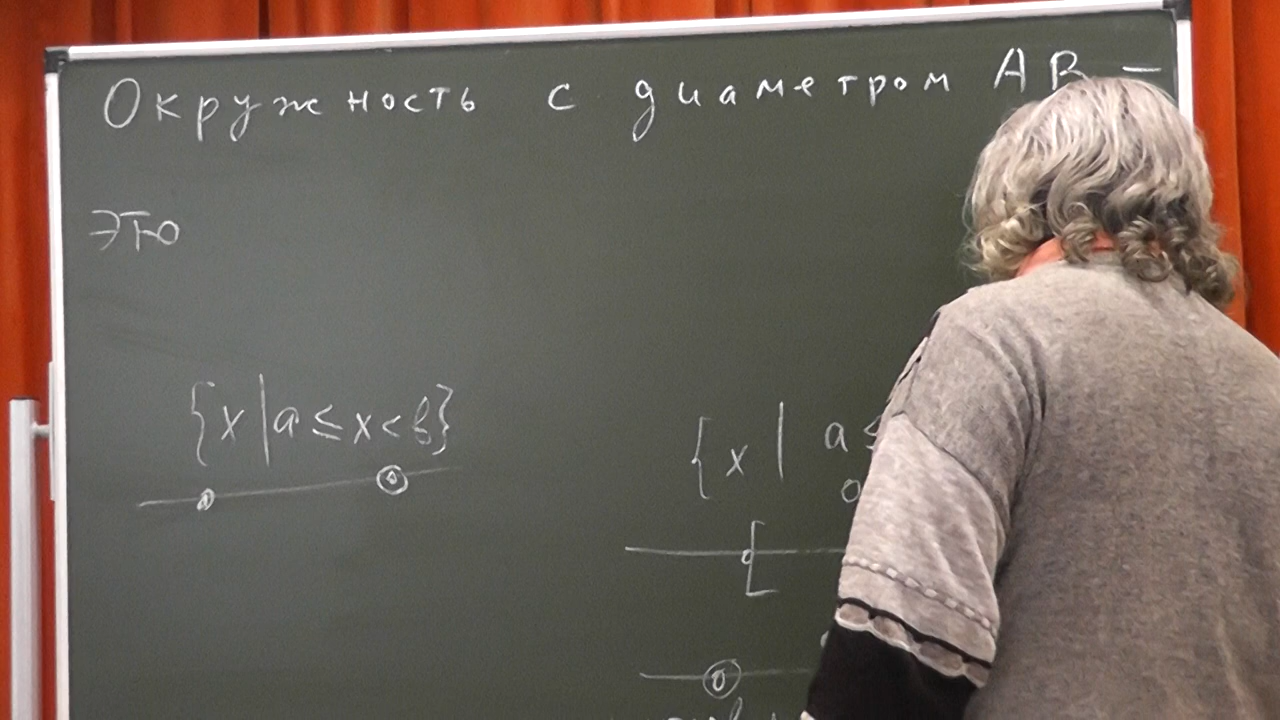 Окружность с диаметром AB –
это
{x | a ≤ x < b}
{x | a ≤